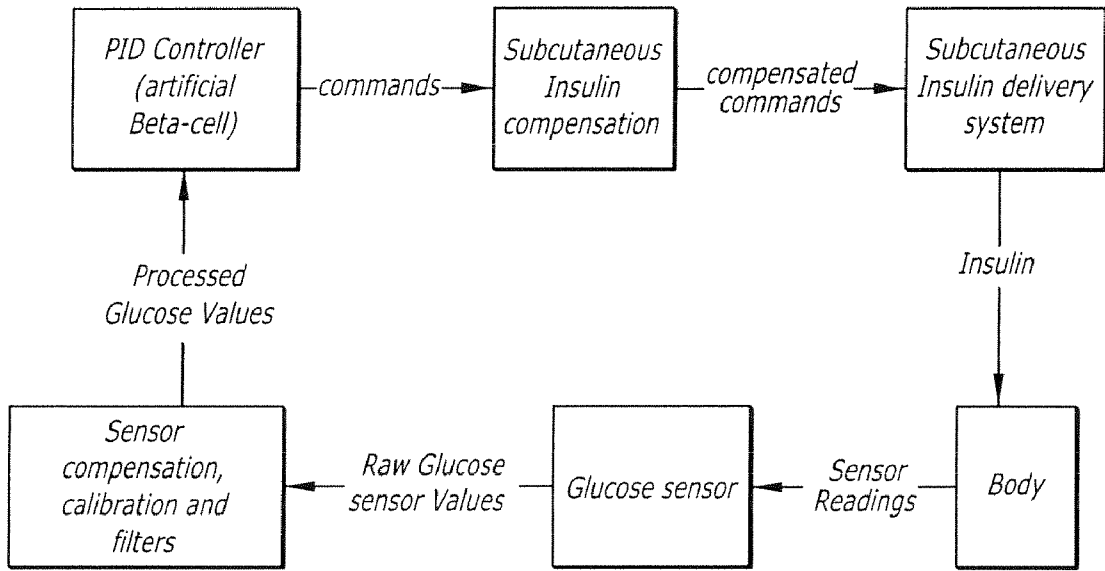 PID Controller
(artificial
Beta-cell)
commands
Subcutaneous
Insulin
compensation
compensated
commands
Subcutaneous
Insulin delivery
system
Insulin
Processed
Glucose Values
Sensor
compensation,
calibration and
filters
Raw Glucose
sensor Values
Glucose sensor
Sensor
Readings
Body